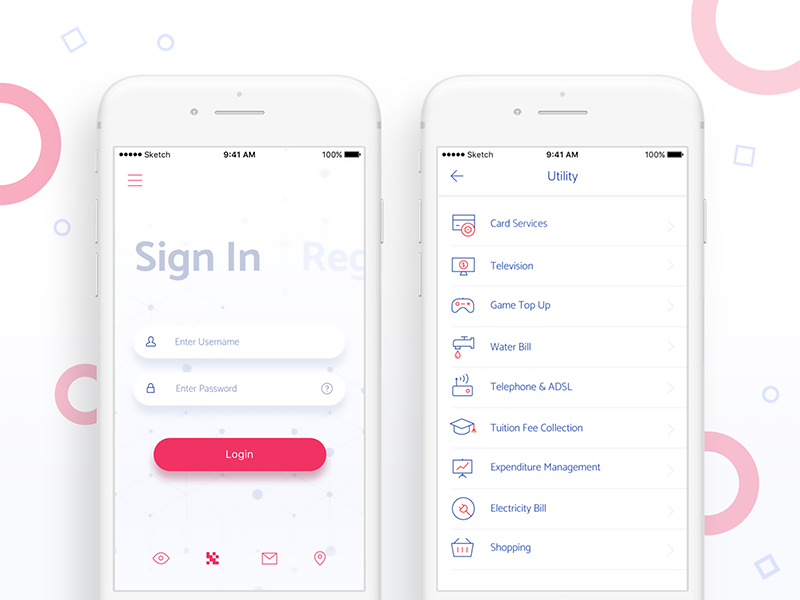 ●●●●● Sketch 9:41 AM 100%
Sign In Reg
Enter Username
Enter Password ?
Login
●●●●● Sketch 9:41 AM 100%
Utility
Card Services
Television
Game Top Up
Water Bill
Telephone & ADSL
Tuition Fee Collection
Expenditure Management
Electricity Bill
Shopping